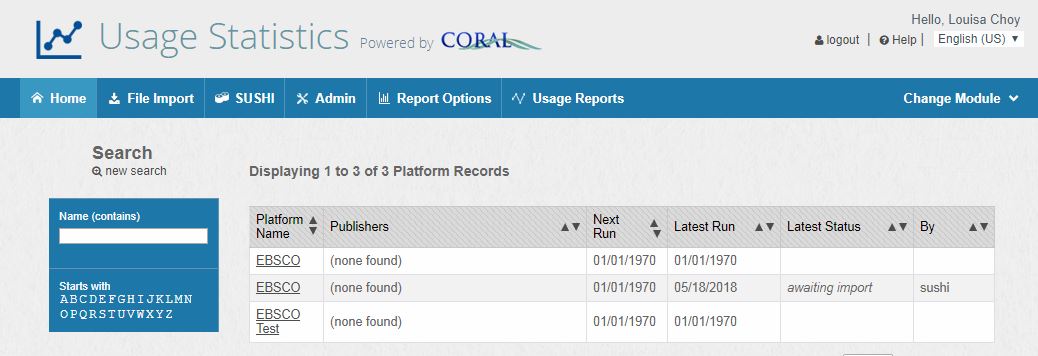 Usage Statistics Powered by CORAL
Hello, Louisa Choy
logout | Help | English (US)
Home File Import SUSHI Admin Report Options Usage Reports Change Module
Search
new search
Name (contains)
Starts with
A B C D E F G H I J K L M N
O P Q R S T U V W X Y Z
Displaying 1 to 3 of 3 Platform Records
Platform Name Publishers Next Run Latest Run Latest Status By
EBSCO (none found) 01/01/1970 01/01/1970
EBSCO (none found) 01/01/1970 05/18/2018 awaiting import sushi
EBSCO Test (none found) 01/01/1970 01/01/1970